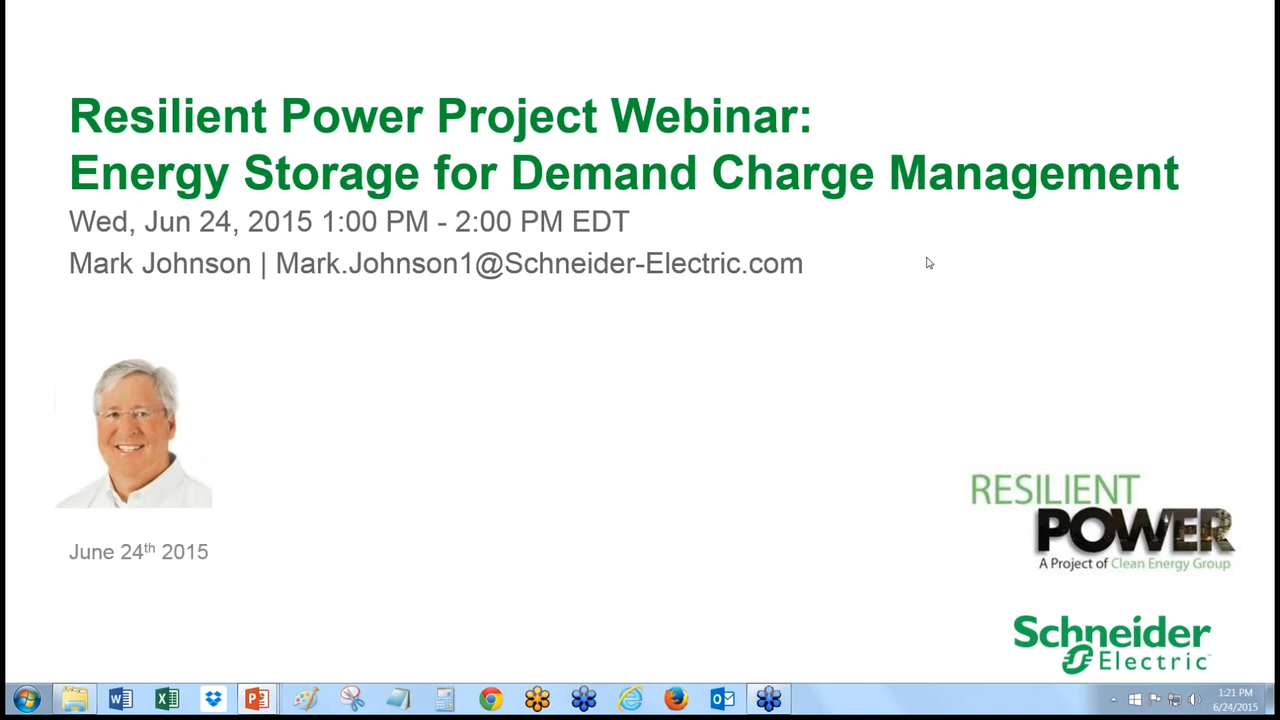 Resilient Power Project Webinar:
Energy Storage for Demand Charge Management
Wed, Jun 24, 2015 1:00 PM - 2:00 PM EDT
Mark Johnson | Mark.Johnson1@Schneider-Electric.com
June 24th 2015
RESILIENT
POWER
A Project of Clean Energy Group
Schneider
Electric
1:21 PM
6/24/2015